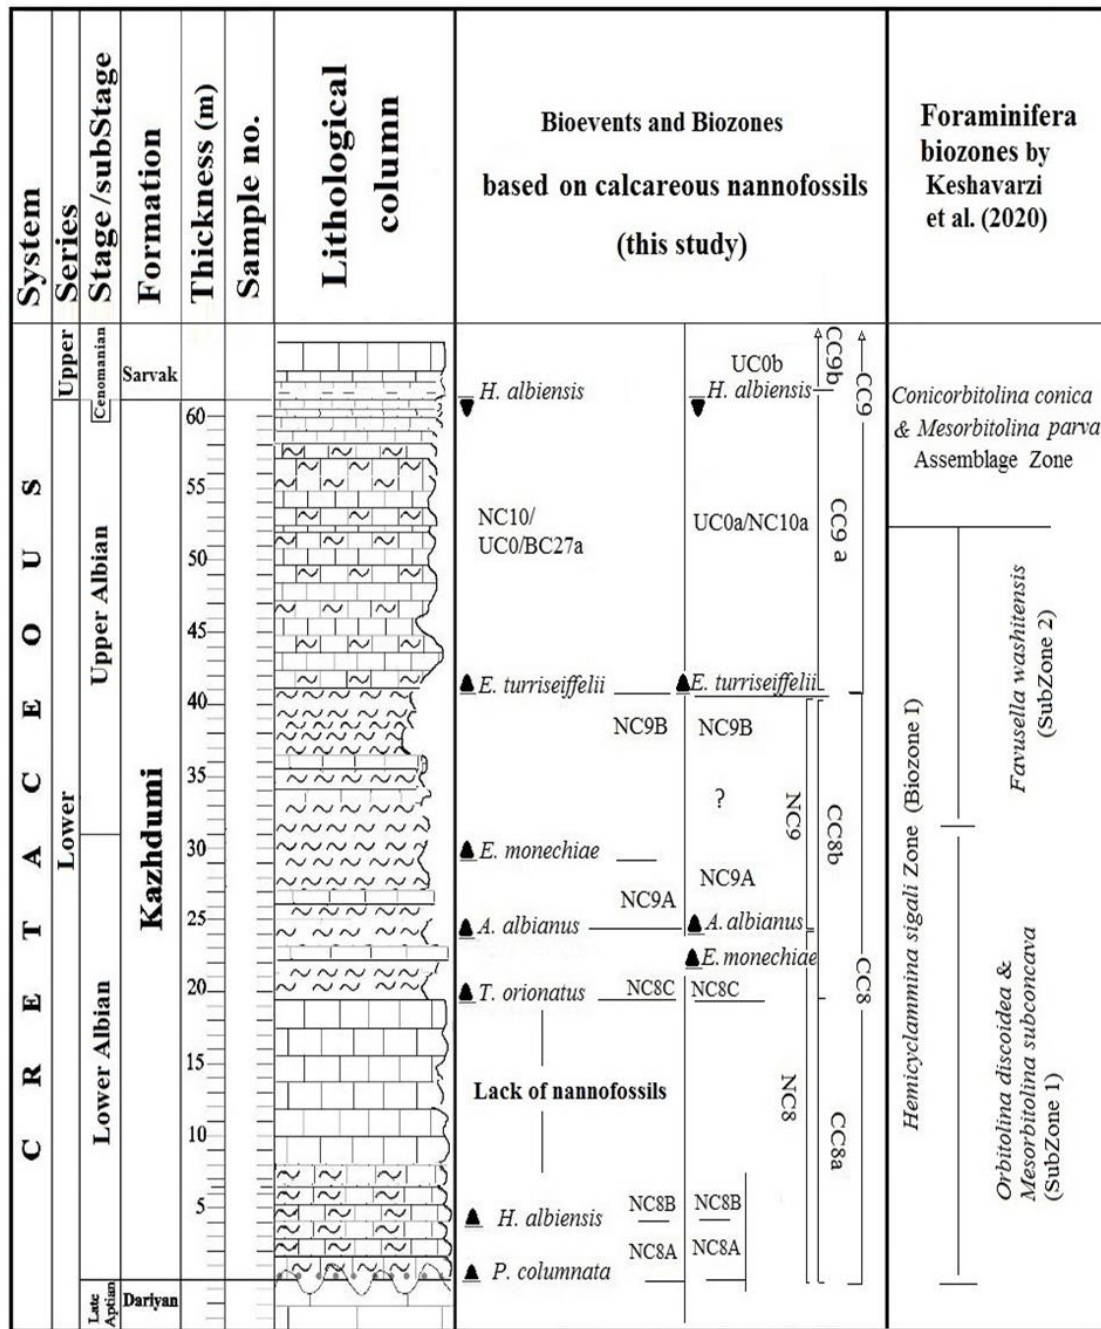 System
Series
Stage/subStage
Formation
Thickness (m)
Sample no.
Lithological
column
Bioevents and Biozones
based on calcareous nannofossils
(this study)
Foraminifera
biozones by
Keshavarzi
et al. (2020)
CRETACEOUS
Upper
Lower
Cenomanian
Upper Albian
Lower Albian
Late
Aptian
Sarvak
Kazhdumi
Dariyan
60
55
50
45
40
35
30
25
20
15
10
5
H. albiensis
NC10/
UC0/BC27a
E. turriseiffelii
NC9B
E. monechiae
NC9A
A. albianus
T. orionatus
NC8C
Lack of nannofossils
H. albiensis
NC8B
NC8A
P. columnata
UC0b
H. albiensis
UC0a/NC10a
E. turriseiffelii
NC9B
?
NC9A
A. albianus
E. monechiae
NC8C
NC8B
NC8A
NC9
NC8
CC9b
CC9 a
CC8b
CC8a
CC9
CC8
Conicorbitolina conica
& Mesorbitolina parva
Assemblage Zone
Hemicyclammina sigali Zone (Biozone I)
Favusella washitensis
(SubZone 2)
Orbitolina discoidea &
Mesorbitolina subconcava
(SubZone 1)